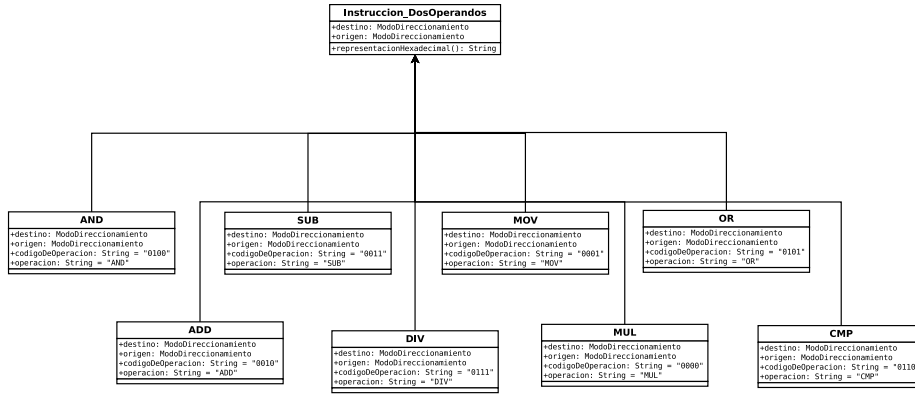 Instruccion_DosOperandos
+destino: ModoDireccionamiento
+origen: ModoDireccionamiento
+representacionHexadecimal(): String
AND
+destino: ModoDireccionamiento
+origen: ModoDireccionamiento
+codigoDeOperacion: String = "0100"
+operacion: String = "AND"
SUB
+destino: ModoDireccionamiento
+origen: ModoDireccionamiento
+codigoDeOperacion: String = "0011"
+operacion: String = "SUB"
MOV
+destino: ModoDireccionamiento
+origen: ModoDireccionamiento
+codigoDeOperacion: String = "0001"
+operacion: String = "MOV"
OR
+destino: ModoDireccionamiento
+origen: ModoDireccionamiento
+codigoDeOperacion: String = "0101"
+operacion: String = "OR"
ADD
+destino: ModoDireccionamiento
+origen: ModoDireccionamiento
+codigoDeOperacion: String = "0010"
+operacion: String = "ADD"
DIV
+destino: ModoDireccionamiento
+origen: ModoDireccionamiento
+codigoDeOperacion: String = "0111"
+operacion: String = "DIV"
MUL
+destino: ModoDireccionamiento
+origen: ModoDireccionamiento
+codigoDeOperacion: String = "0000"
+operacion: String = "MUL"
CMP
+destino: ModoDireccionamiento
+origen: ModoDireccionamiento
+codigoDeOperacion: String = "0110
+operacion: String = "CMP"